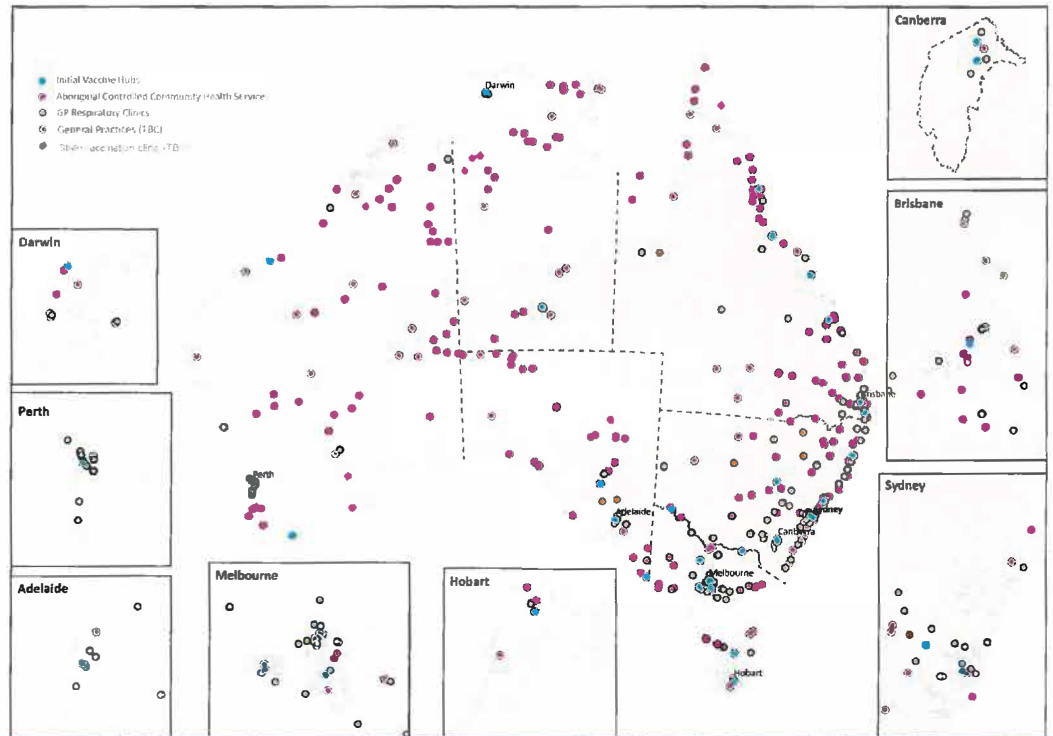 Canberra
Initial Vaccine Hubs
Aboriginal Controlled Community Health Services
GP Respiratory Clinics
General Practices (TBC)
Darwin
Brisbane
Darwin
Perth
Brisbane
Perth
Sydney
Adelaide
Sydney
Canberra
Adelaide
Melbourne
Hobart
Melbourne
Hobart